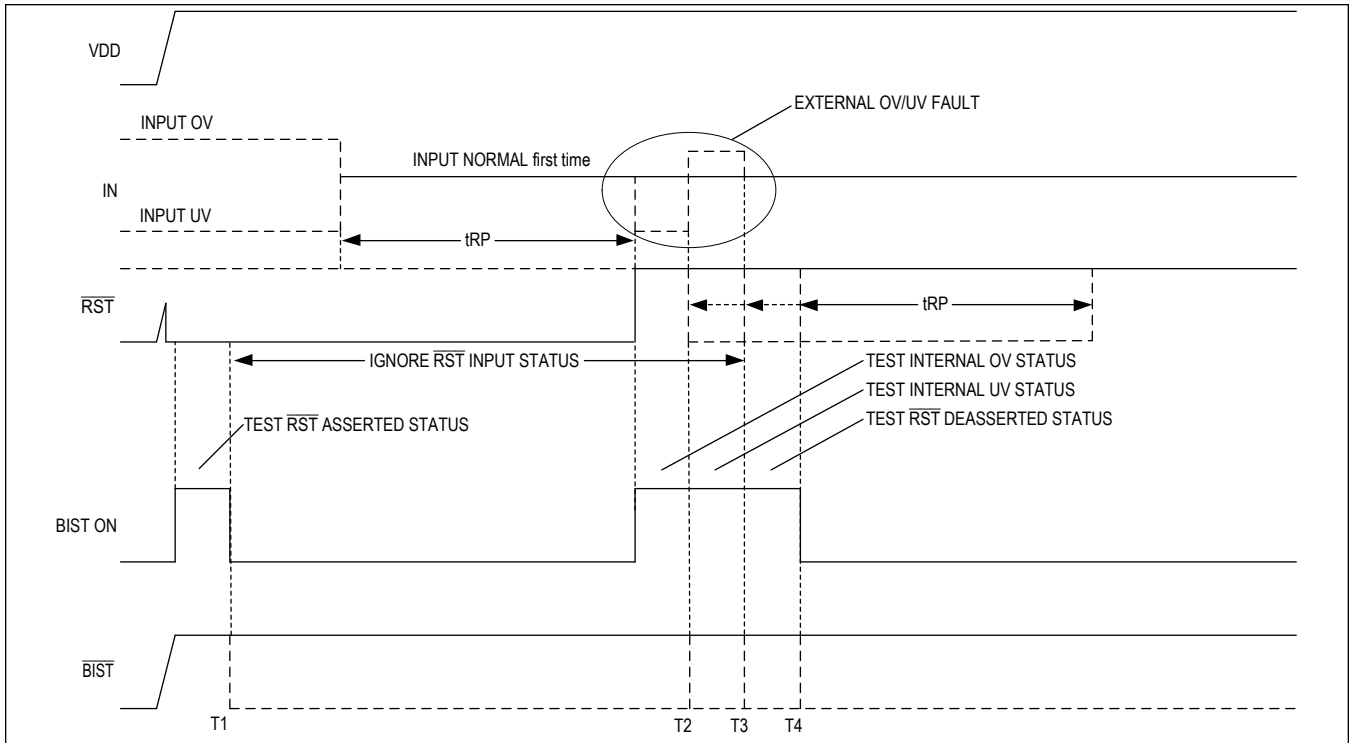 VDD
EXTERNAL OV/UV FAULT
INPUT OV
INPUT NORMAL first time
IN
INPUT UV
tRP
RST
tRP
IGNORE RST INPUT STATUS
TEST INTERNAL OV STATUS
TEST INTERNAL UV STATUS
TEST RST ASSERTED STATUS
TEST RST DEASSERTED STATUS
BIST ON
BIST
T1
T2
T3
T4